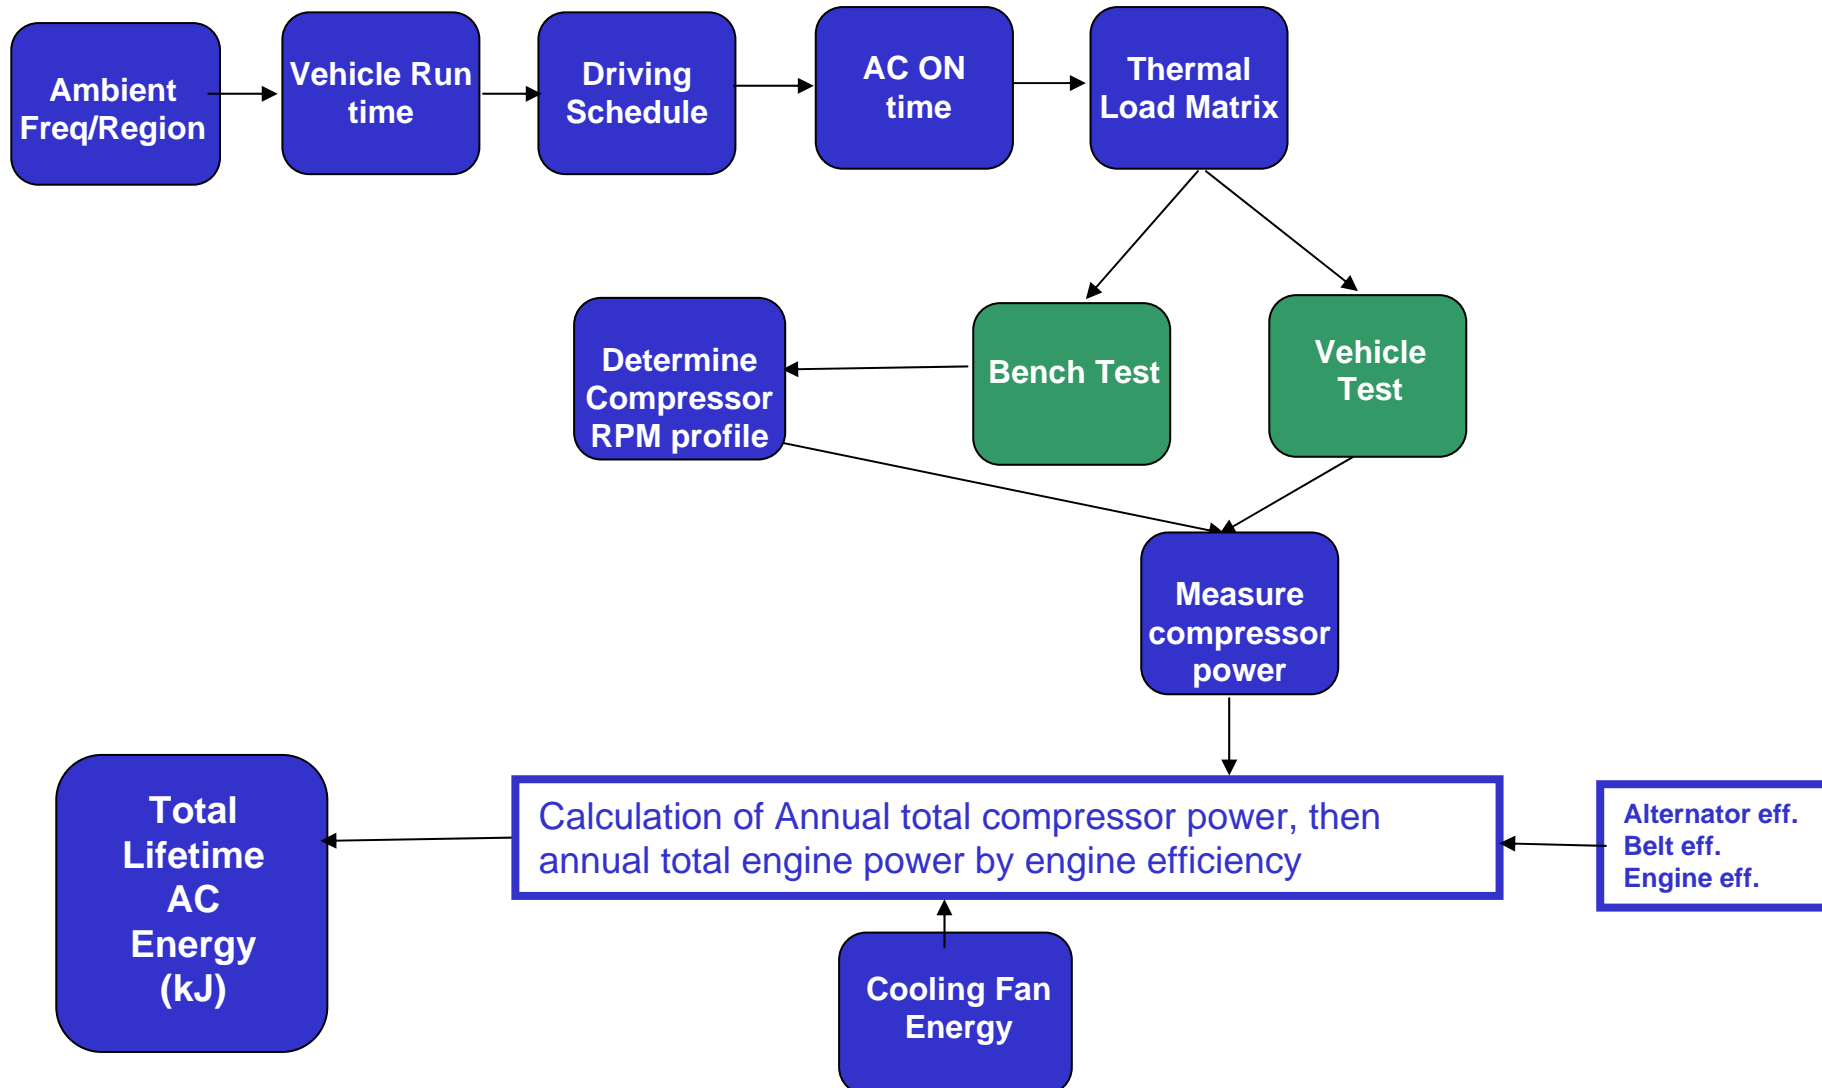 Ambient
Freq/Region
Vehicle Run
time
Driving
Schedule
AC ON
time
Thermal
Load Matrix
Determine
Compressor
RPM profile
Bench Test
Vehicle
Test
Measure
compressor
power
Total
Lifetime
AC
Energy
(kJ)
Calculation of Annual total compressor power, then
annual total engine power by engine efficiency
Alternator eff.
Belt eff.
Engine eff.
Cooling Fan
Energy